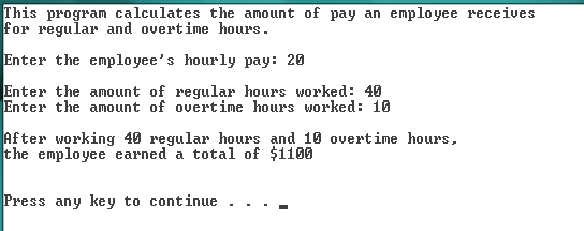 This program calculates the amount of pay an employee receives
for regular and overtime hours.
Enter the employee's hourly pay: 20
Enter the amount of regular hours worked: 40
Enter the amount of overtime hours worked: 10
After working 40 regular hours and 10 overtime hours,
the employee earned a total of $1100
Press any key to continue . . . _